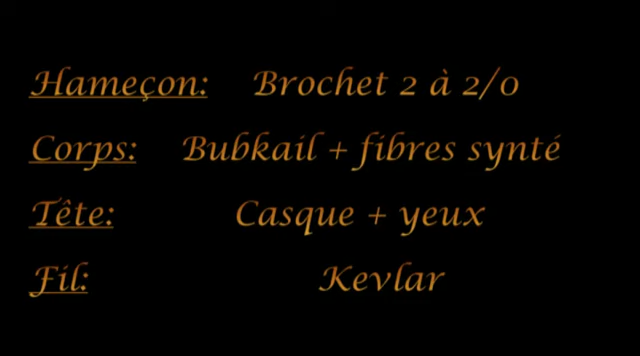 Hameçon: Brochet 2 à 2/0
Corps: Bubkail + fibres synté
Tête: Casque + yeux
Fil: Kevlar